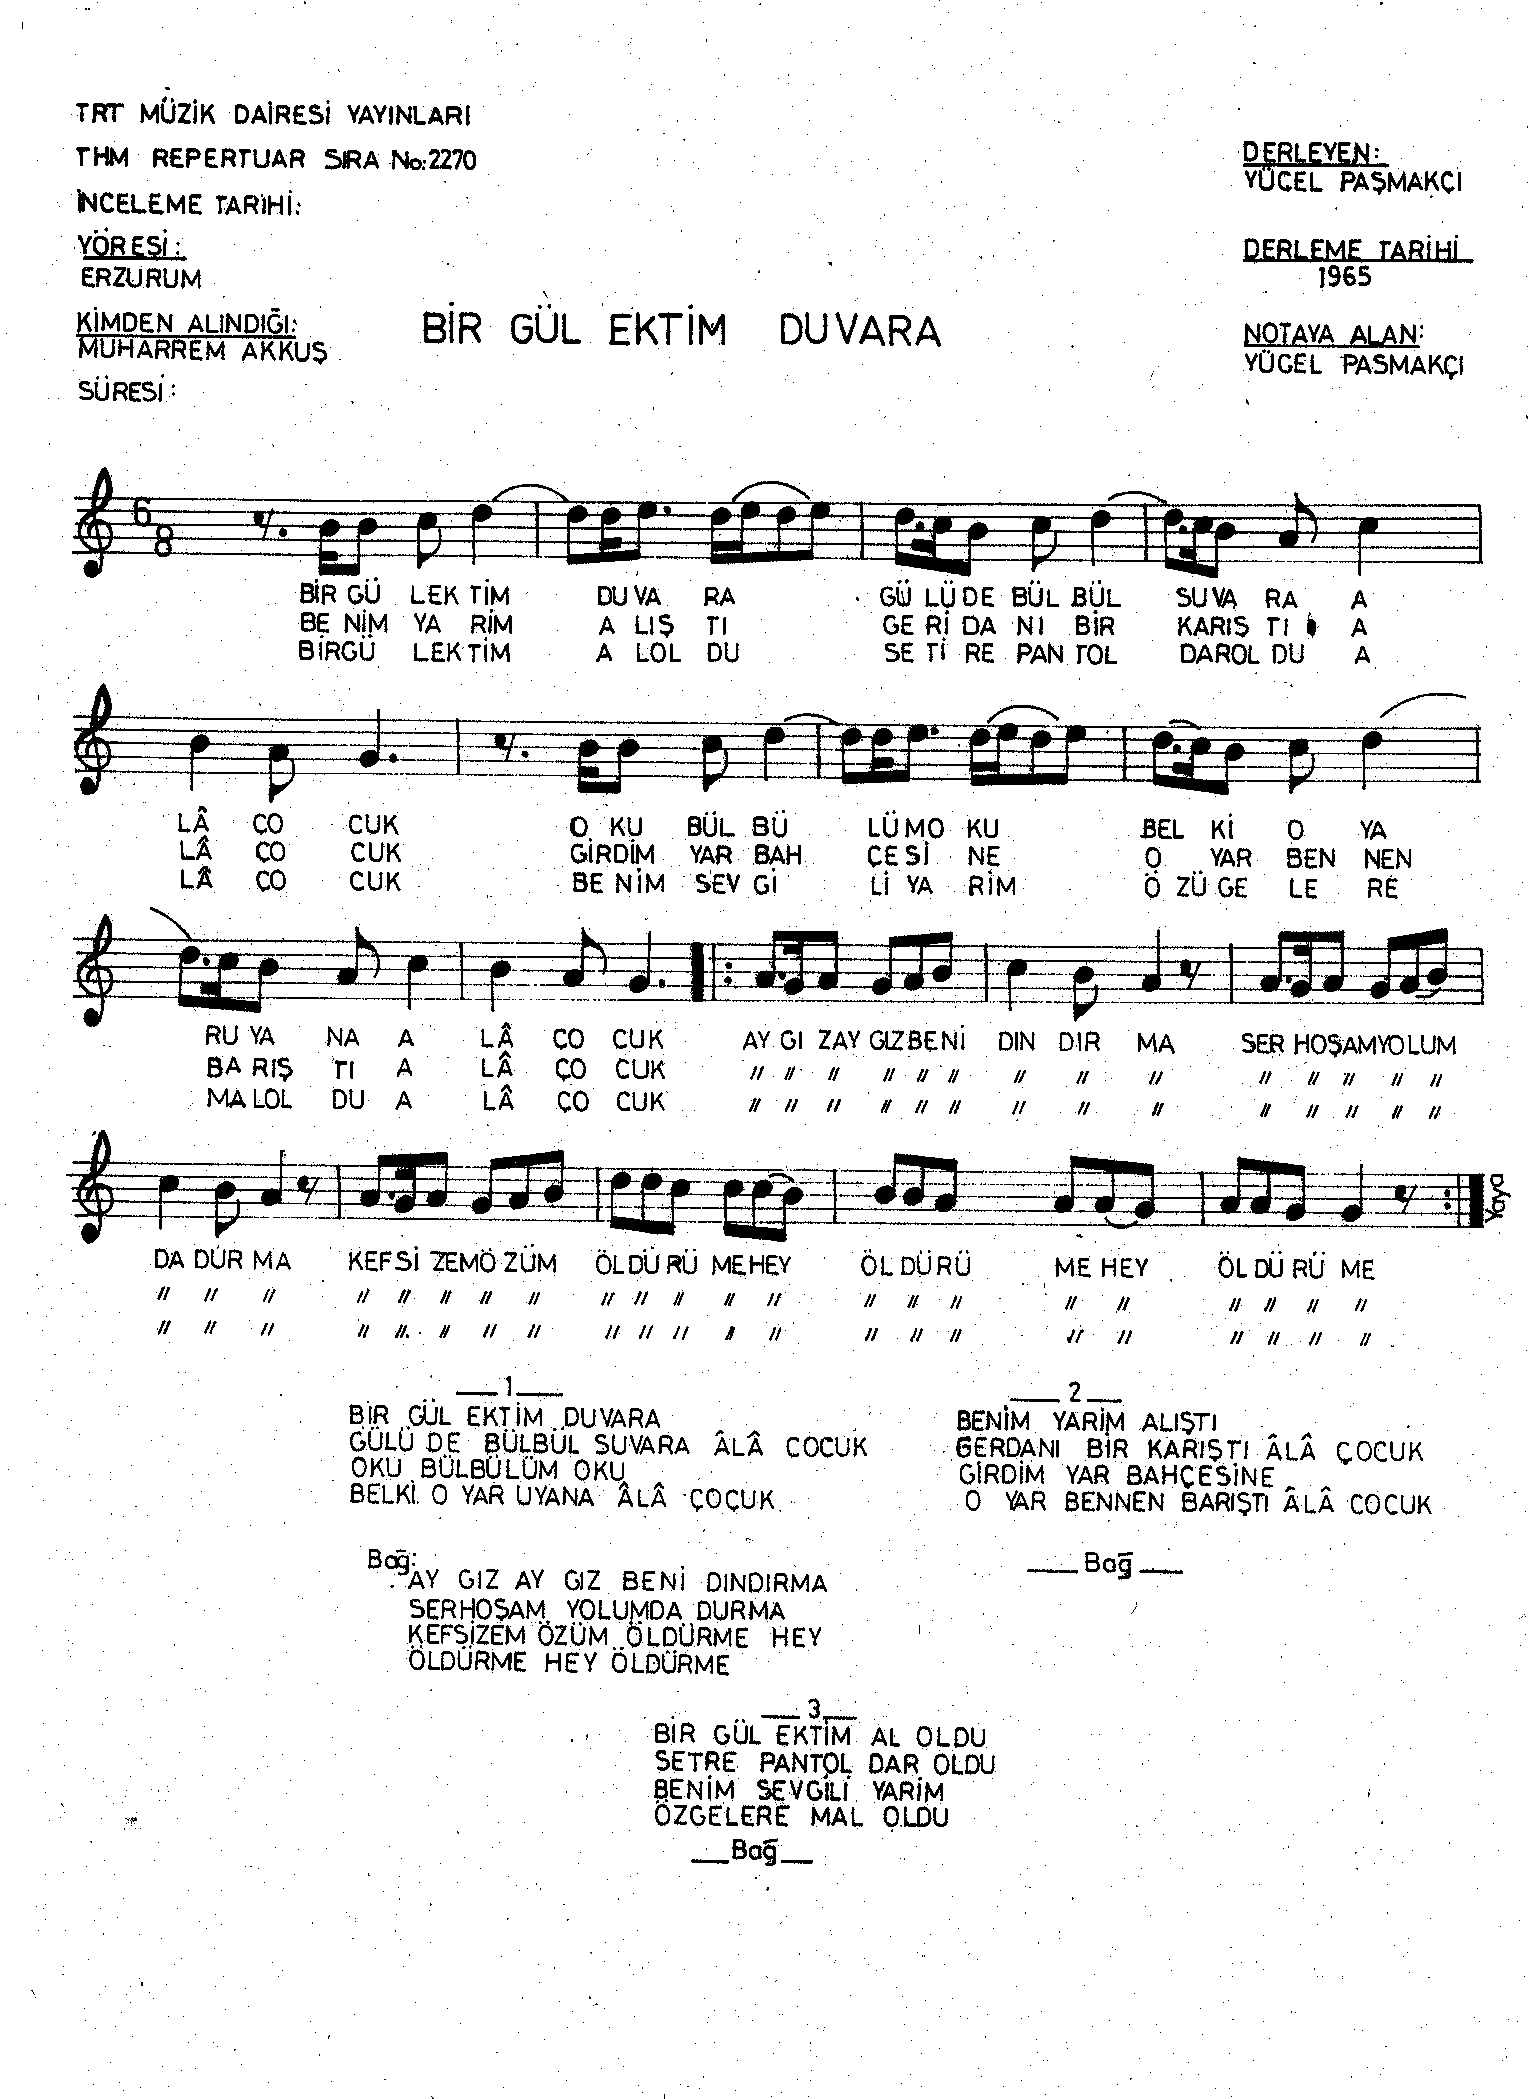 TRT MÜZİK DAİRESİ YAYINLARI
THM REPERTUAR SIRA No: 2270
İNCELEME TARİHİ:
YÖRESİ:
ERZURUM
KİMDEN ALINDIĞI:
MUHARREM AKKUŞ
SÜRESİ:
BİR GÜL EKTİM DUVARA
DERLEYEN:
YÜCEL PAŞMAKÇI
DERLEME TARİHİ
1965
NOTAYA ALAN:
YÜCEL PASMAKÇI
6
8
BİR GÜ LEK TİM DU VA RA GÜ LÜ DE BÜL BÜL SU VA RA A
BE NİM YA RİM A LIŞ TI GE Rİ DA NI BİR KARIŞ TI A
BİRGÜ LEK TİM A LOL DU SE Tİ RE PAN TOL DAROL DU A
LÂ ÇO CUK O KU BÜL BÜ LÜ MO KU BEL Kİ O YA
LÂ ÇO CUK GİRDİM YAR BAH ÇE Sİ NE O YAR BEN NEN
LÂ ÇO CUK BE NİM SEV Gİ Lİ YA RİM Ö ZÜ GE LE RE
RU YA NA A LÂ ÇO CUK AY GI ZAY GIZ BENİ DIN DIR MA SER HOŞAM YOLUM
BA RIŞ TI A LÂ ÇO CUK " " " " " " " " " " " " " "
MA LOL DU A LÂ ÇO CUK " " " " " " " " " " " " " "
Yaya
DA DUR MA KEFSİ ZEMÖ ZÜM ÖL DÜ RÜ ME HEY ÖL DÜ RÜ ME HEY ÖL DÜ RÜ ME
" " " " " " " " " " " " " " " " " " " " " "
" " " " " " " " " " " " " " " " " " " " " "
1
BİR GÜL EKTİM DUVARA
GÜLÜ DE BÜLBÜL SUVARA ÂLÂ COCUK
OKU BÜLBÜLÜM OKU
BELKİ O YAR UYANA ÂLÂ ÇOÇUK
2
BENİM YARİM ALIŞTI
GERDANI BİR KARIŞTI ÂLÂ ÇOCUK
GİRDİM YAR BAHÇESİNE
O YAR BENNEN BARIŞTI ÂLÂ COCUK
Bağ
Bağ:
AY GIZ AY GIZ BENİ DINDIRMA
SERHOŞAM YOLUMDA DURMA
KEFSİZEM ÖZÜM ÖLDÜRME HEY
ÖLDÜRME HEY ÖLDÜRME
3
BİR GÜL EKTİM AL OLDU
SETRE PANTOL DAR OLDU
BENİM SEVGİLİ YARİM
ÖZGELERE MAL OLDU
Bağ